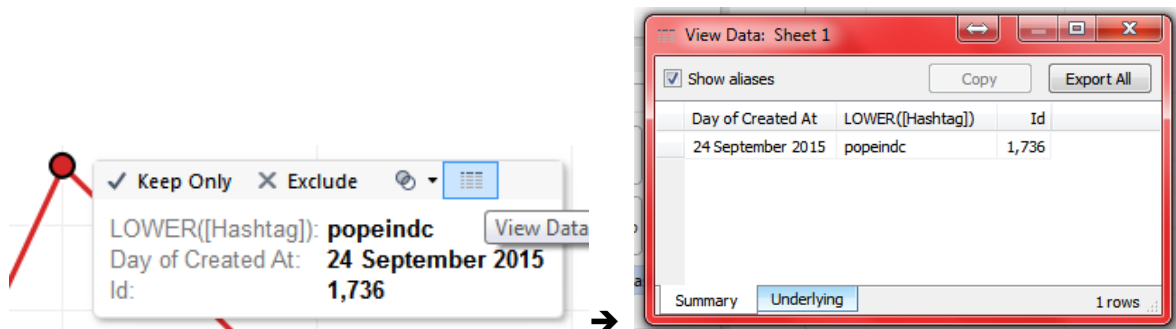 Keep Only Exclude
View Data
LOWER([Hashtag]): popeindc
Day of Created At: 24 September 2015
Id: 1,736
➔
View Data: Sheet 1
Show aliases Copy Export All
Day of Created At LOWER([Hashtag]) Id
24 September 2015 popeindc 1,736
Summary Underlying 1 rows